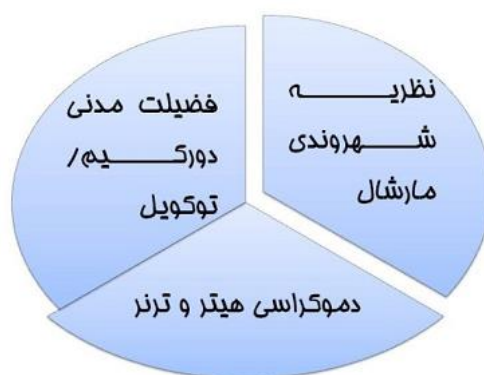 نظریه
شهروندی
مارشال
فضیلت مدنی
دورکیم/
توکویل
دموکراسی هیتر و ترنر